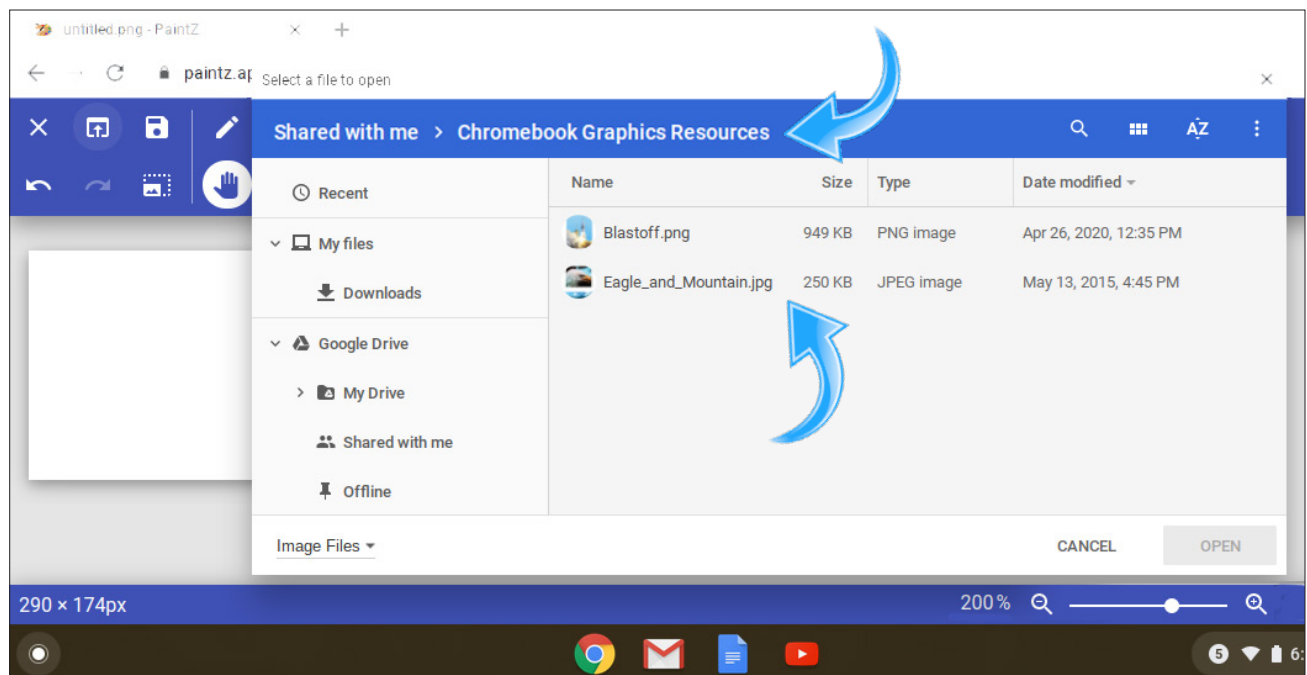 untitled.png - PaintZ
paintz.ap
Select a file to open
Shared with me > Chromebook Graphics Resources
AZ
Recent
Name Size Type Date modified
Blastoff.png 949 KB PNG image Apr 26, 2020, 12:35 PM
My files
Eagle_and_Mountain.jpg 250 KB JPEG image May 13, 2015, 4:45 PM
Downloads
Google Drive
My Drive
Shared with me
Offline
Image Files
CANCEL OPEN
290 × 174px
200%
5
6: